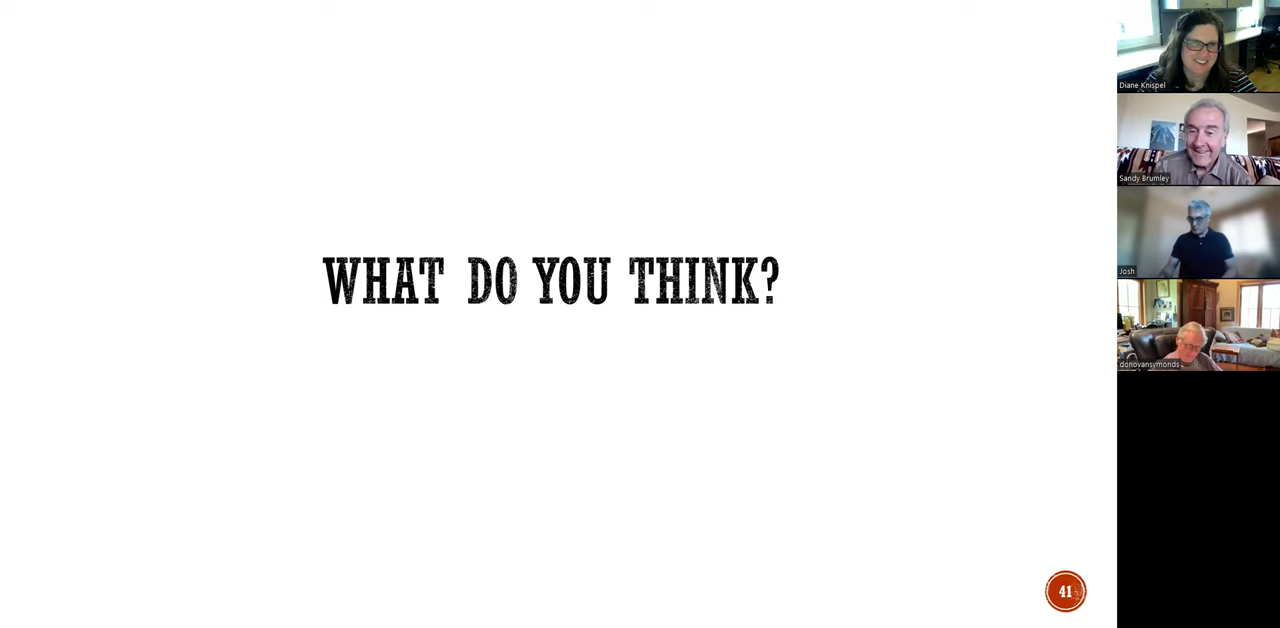 WHAT DO YOU THINK?
41
Diane Knispel
Sandy Brumley
Josh
donovansymonds